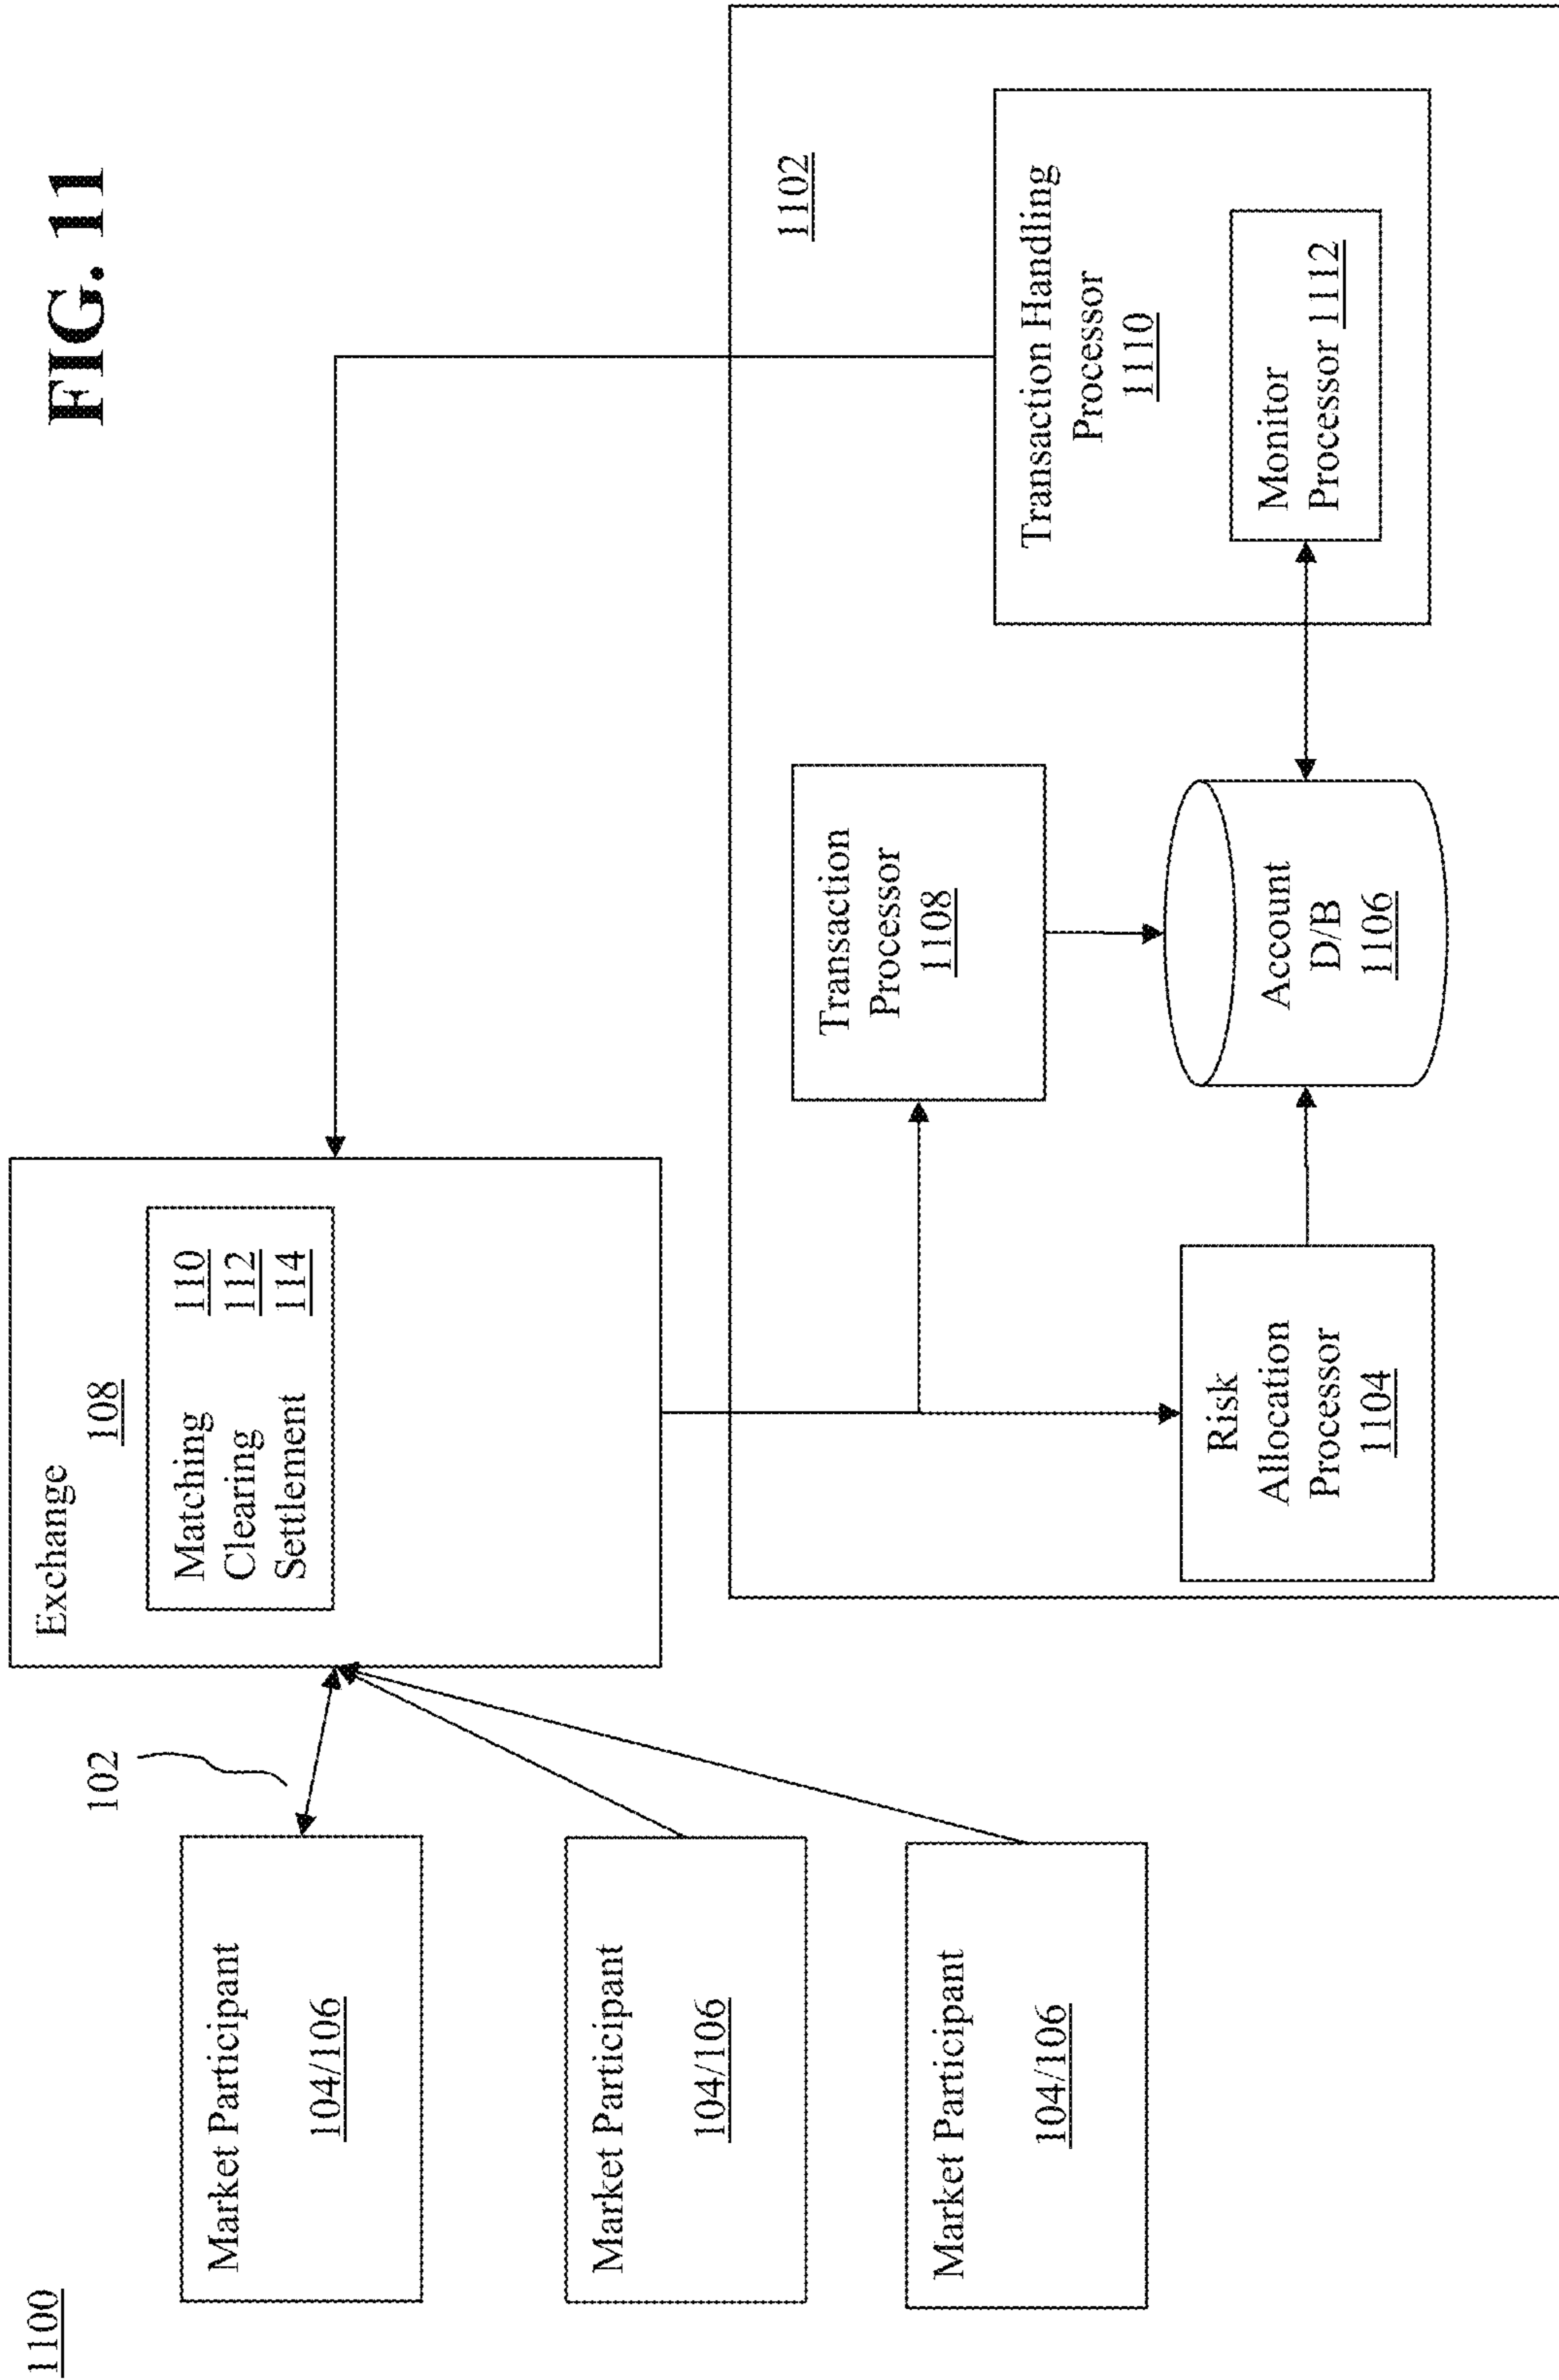 1100
FIG. 11
102
Market Participant
104/106
Market Participant
104/106
Market Participant
104/106
Exchange
108
Matching 110
Clearing 112
Settlement 114
1102
Risk
Allocation
Processor
1104
Transaction
Processor
1108
Account
D/B
1106
Transaction Handling
Processor
1110
Monitor
Processor 1112